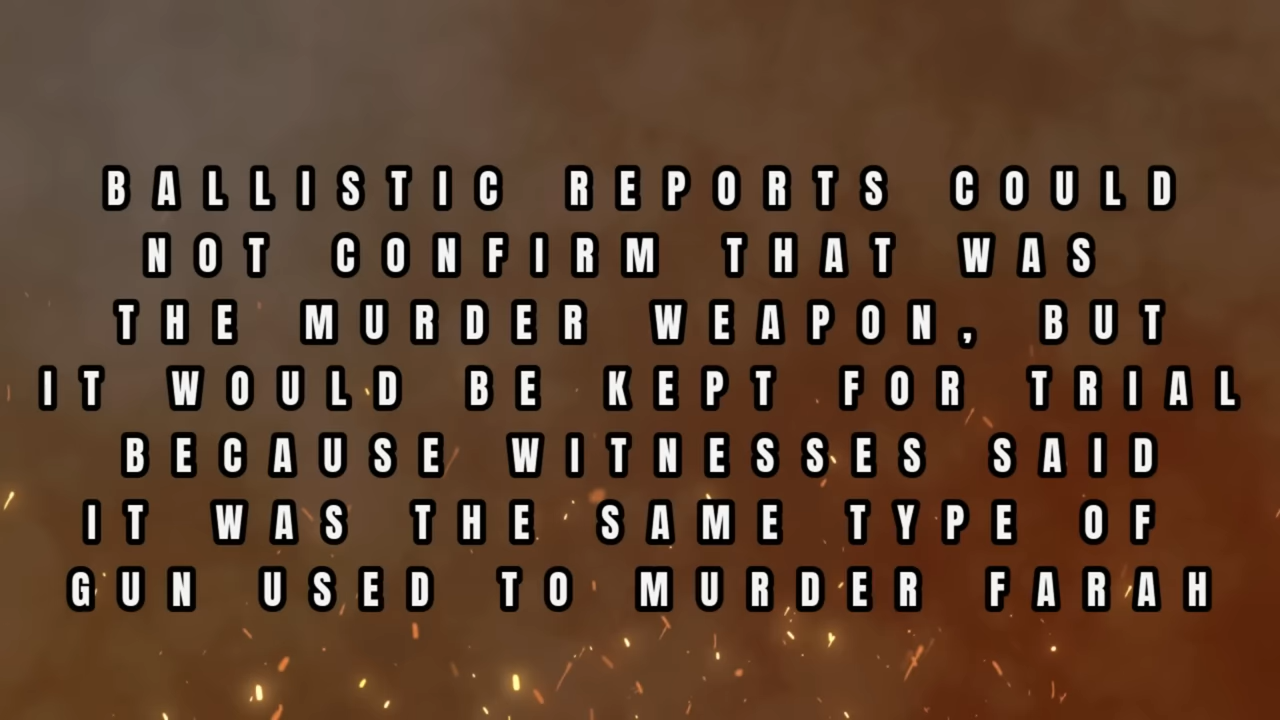 BALLISTIC REPORTS COULD
NOT CONFIRM THAT WAS
THE MURDER WEAPON, BUT
IT WOULD BE KEPT FOR TRIAL
BECAUSE WITNESSES SAID
IT WAS THE SAME TYPE OF
GUN USED TO MURDER FARAH